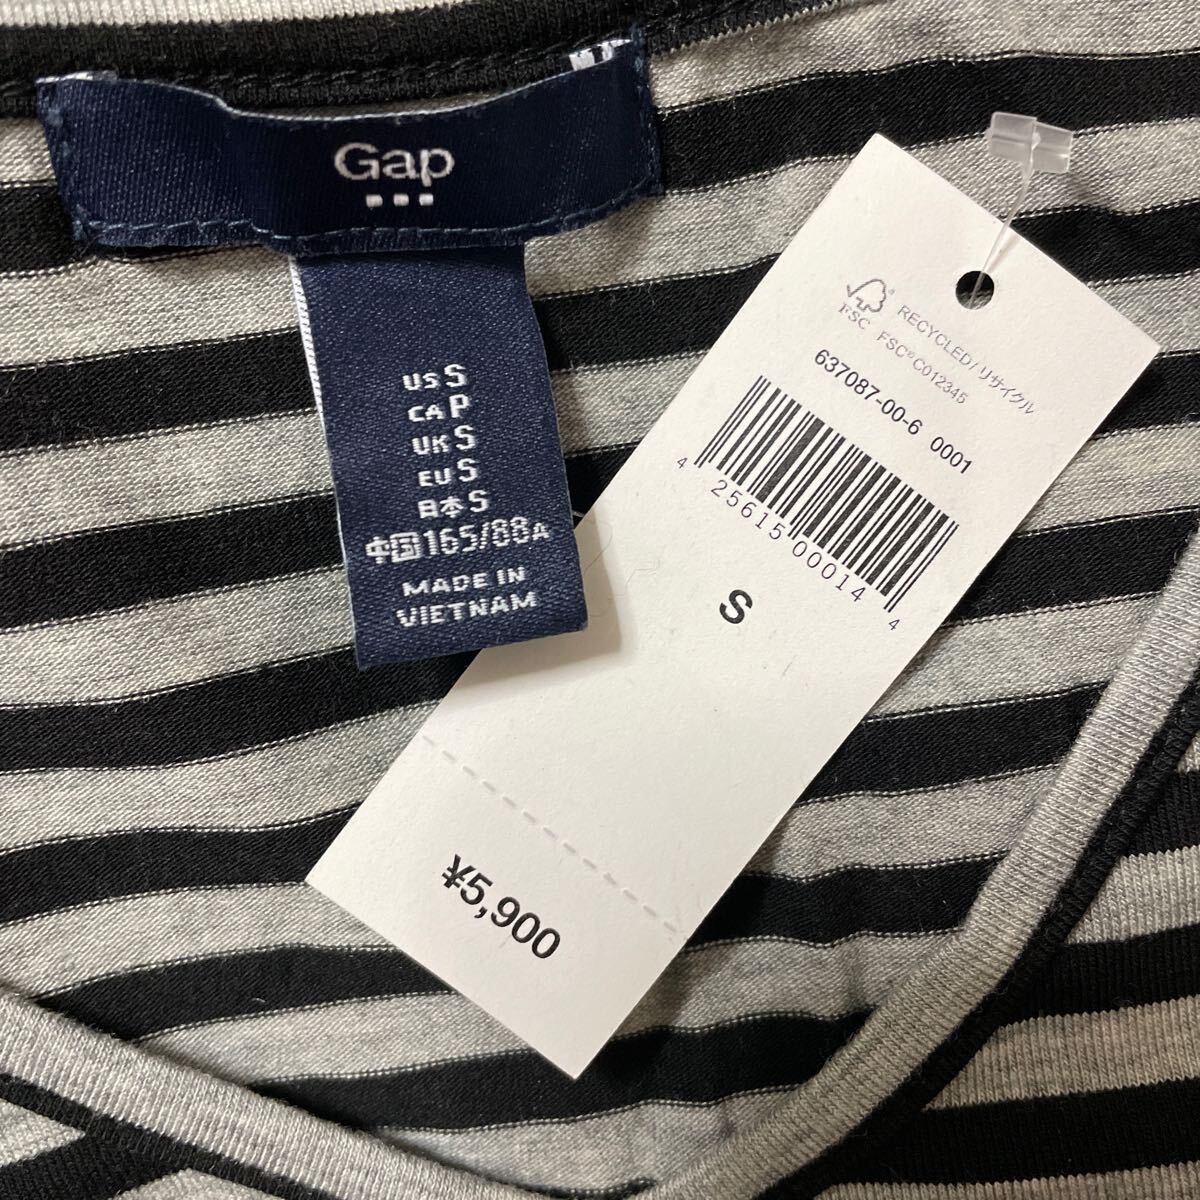 Gap
US S
CA P
UK S
EU S
日本 S
中国 165/88A
MADE IN
VIETNAM
FSC
RECYCLED/リサイクル
FSC® C012345
637087-00-6 0001
4 25615 00014 4
S
¥5,900